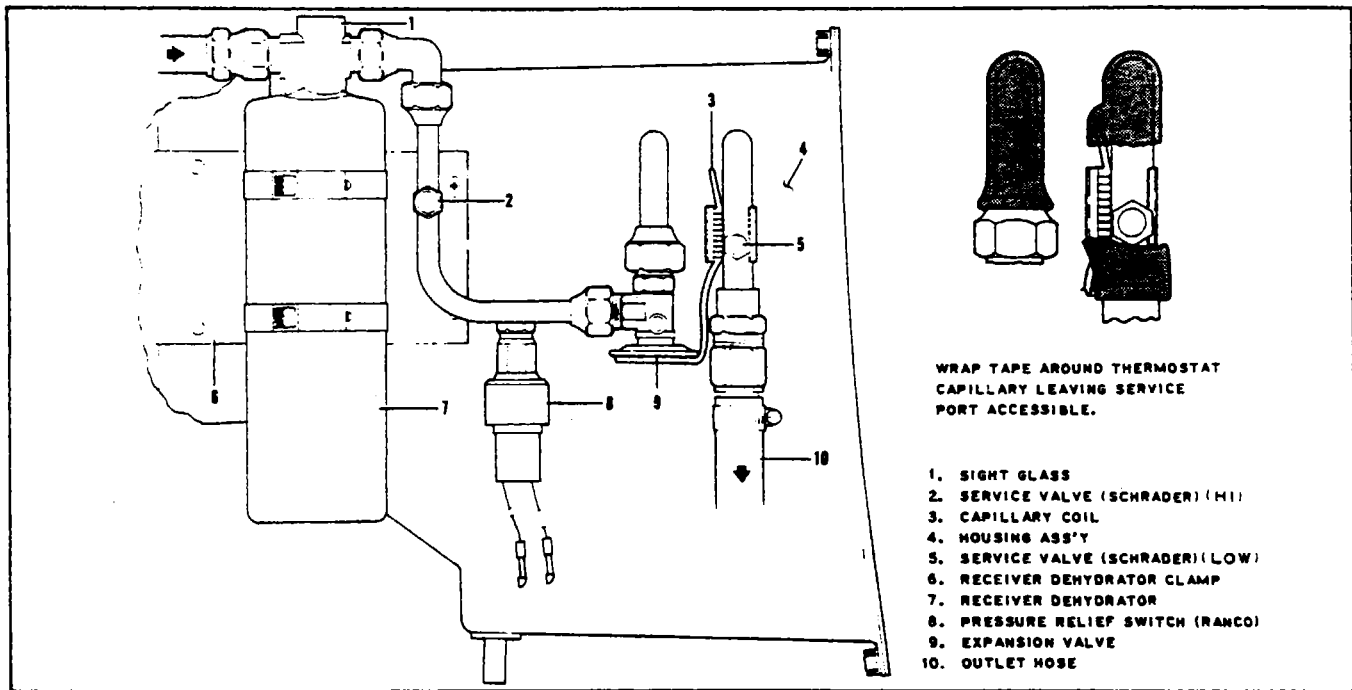 1
2
3
4
5
6
7
8
9
10
WRAP TAPE AROUND THERMOSTAT
CAPILLARY LEAVING SERVICE
PORT ACCESSIBLE.
1. SIGHT GLASS
2. SERVICE VALVE (SCHRADER) (HI)
3. CAPILLARY COIL
4. HOUSING ASS'Y
5. SERVICE VALVE (SCHRADER) (LOW)
6. RECEIVER DEHYDRATOR CLAMP
7. RECEIVER DEHYDRATOR
8. PRESSURE RELIEF SWITCH (RANCO)
9. EXPANSION VALVE
10. OUTLET HOSE